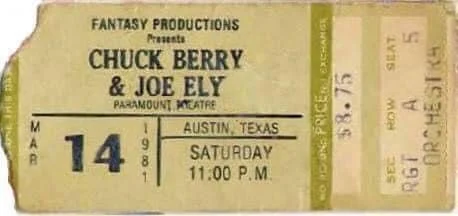 FANTASY PRODUCTIONS
Presents
CHUCK BERRY
& JOE ELY
PARAMOUNT THEATRE
MAR
14
1981
AUSTIN, TEXAS
SATURDAY
11:00 P.M.
PRICE
EXCHANGE
$8.75
SEC ROW SEAT
RGT A 5
ORCHESTRA